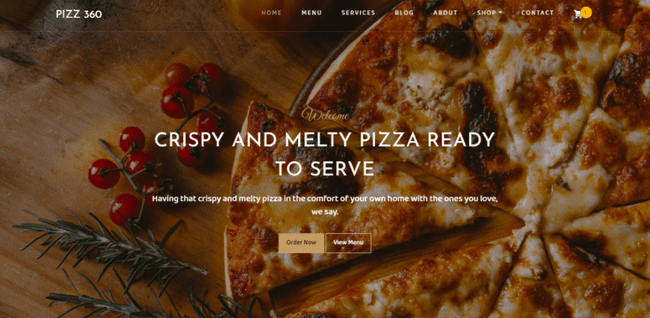 PIZZ 360
HOME MENU SERVICES BLOG ABOUT SHOP CONTACT
Welcome
CRISPY AND MELTY PIZZA READY
TO SERVE
Having that crispy and melty pizza in the comfort of your own home with the ones you love,
we say.
Order Now View Menu